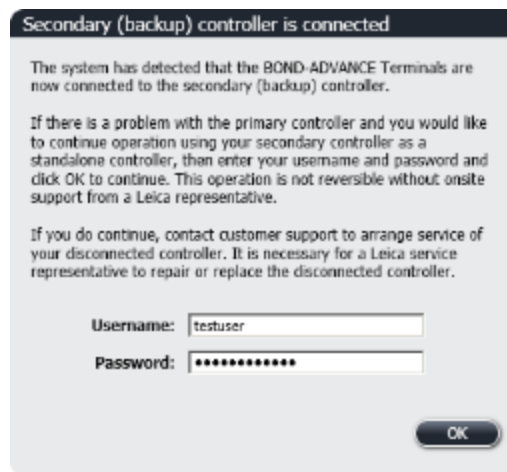 Secondary (backup) controller is connected
The system has detected that the BOND-ADVANCE Terminals are
now connected to the secondary (backup) controller.
If there is a problem with the primary controller and you would like
to continue operation using your secondary controller as a
standalone controller, then enter your username and password and
click OK to continue. This operation is not reversible without onsite
support from a Leica representative.
If you do continue, contact customer support to arrange service of
your disconnected controller. It is necessary for a Leica service
representative to repair or replace the disconnected controller.
Username: testuser
Password: ••••••••••••
OK